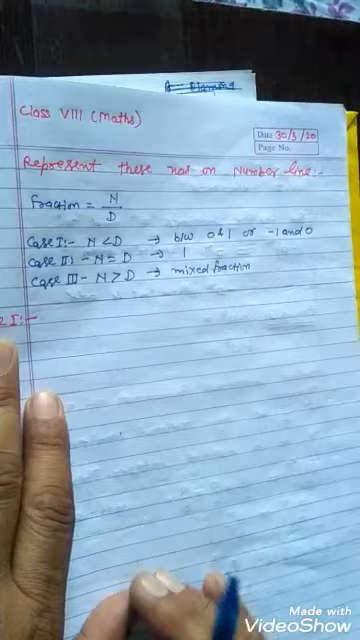 Class VIII (Maths)
Date 30/3/20
Page No.
Represent these nos on Number line:-
fraction = N/D
Case I:- N < D → b/w 0 & 1 or -1 and 0
Case II:- N = D → 1
Case III - N > D → mixed fraction
I:-
Made with
VideoShow